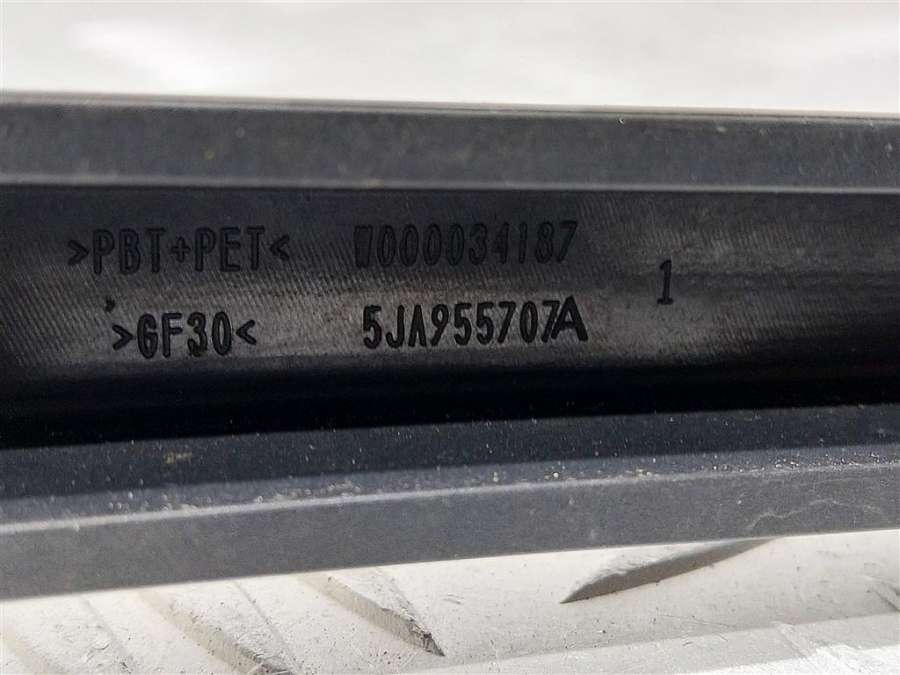 >PBT+PET< W000034187
>GF30< 5JA955707A 1